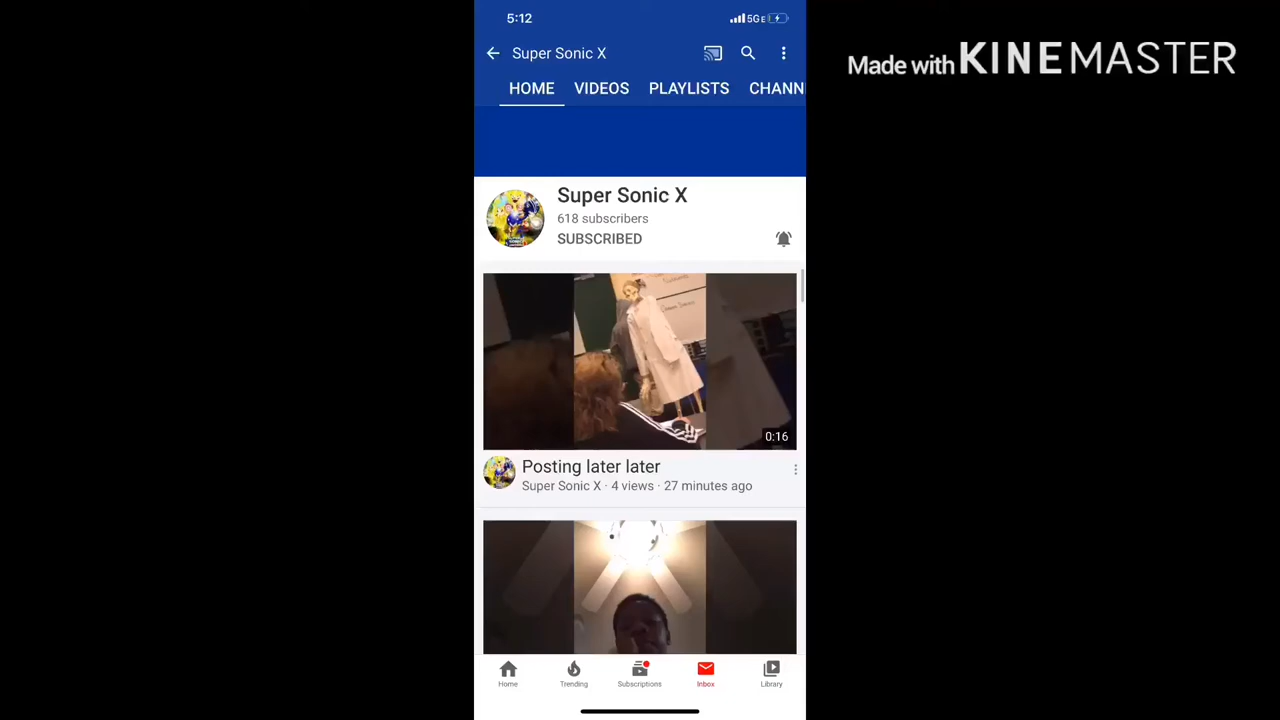 5:12
5GE
Made with KINEMASTER
Super Sonic X
HOME VIDEOS PLAYLISTS CHANN
Super Sonic X
618 subscribers
SUBSCRIBED
0:16
Posting later later
Super Sonic X · 4 views · 27 minutes ago
Home Trending Subscriptions Inbox Library